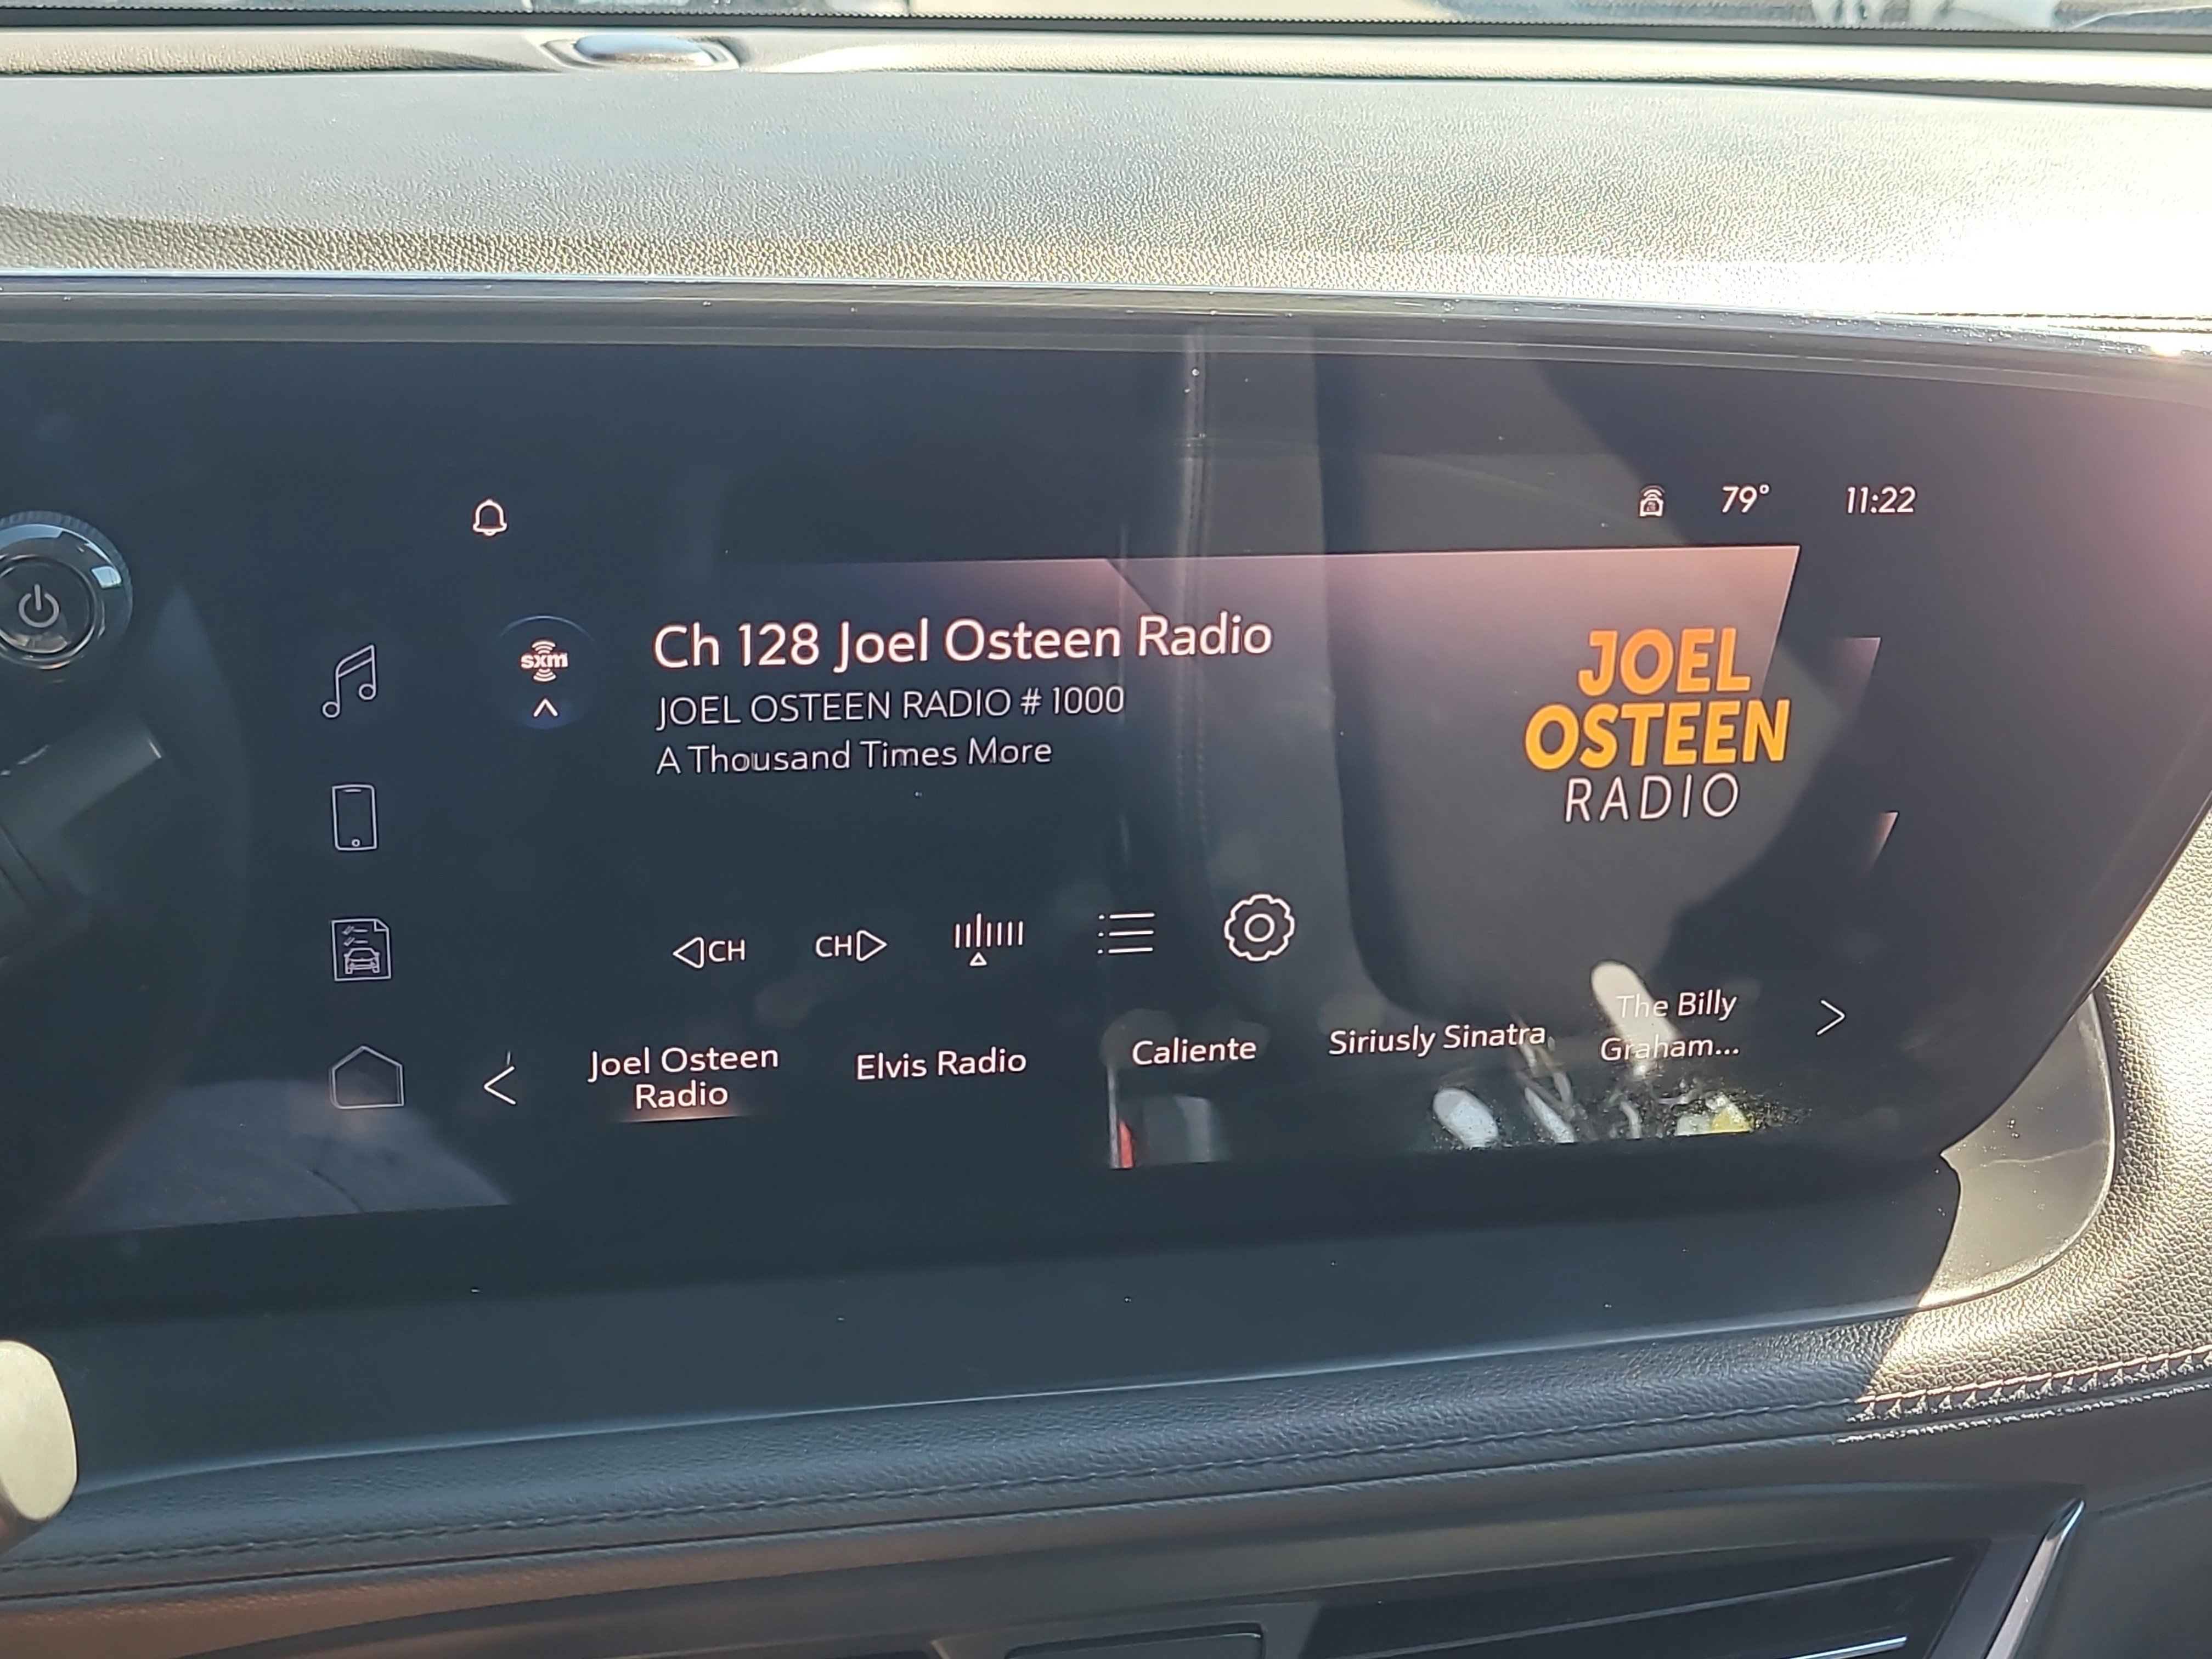 79° 11:22
sxm
Ch 128 Joel Osteen Radio
JOEL OSTEEN RADIO # 1000
A Thousand Times More
JOEL
OSTEEN
RADIO
CH
CH
Joel Osteen
Radio
Elvis Radio
Caliente
Siriusly Sinatra
The Billy
Graham...